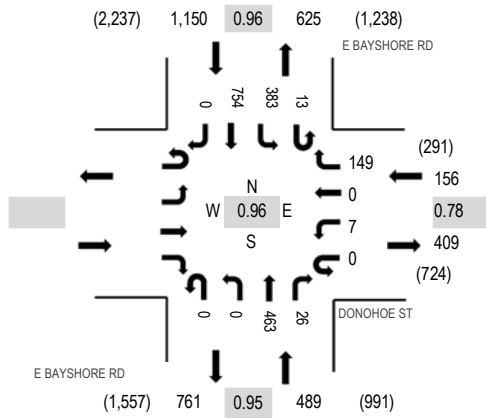 (2,237) 1,150 0.96 625 (1,238)
E BAYSHORE RD
0 754 383 13
149
(291)
156
0
N
W 0.96 E
S
0.78
7
409
0
(724)
0 0 463 26
DONOHOE ST
E BAYSHORE RD
(1,557) 761 0.95 489 (991)